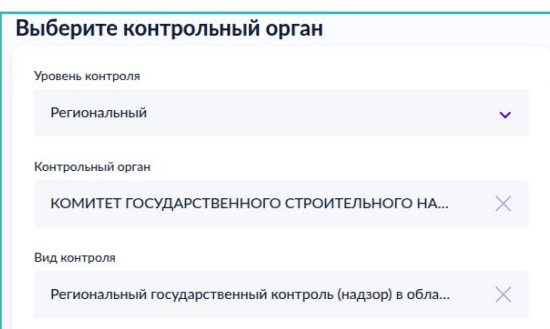 Выберите контрольный орган
Уровень контроля
Региональный
Контрольный орган
КОМИТЕТ ГОСУДАРСТВЕННОГО СТРОИТЕЛЬНОГО НА...
Вид контроля
Региональный государственный контроль (надзор) в обла...